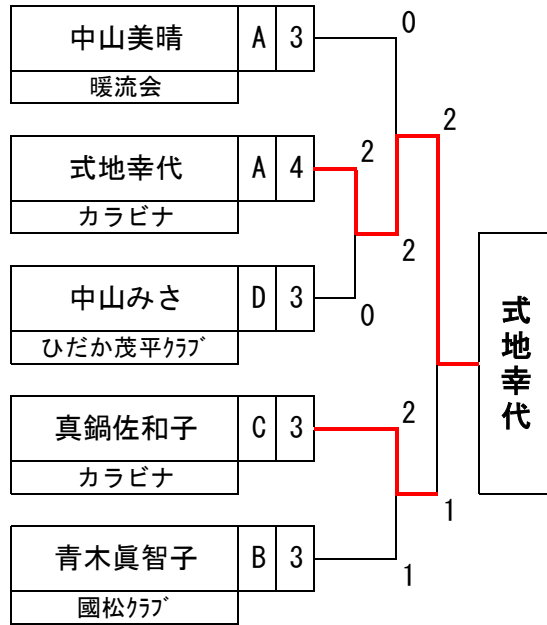 中山美晴 A 3
暖流会
式地幸代 A 4
カラビナ
中山みさ D 3
ひだか茂平ｸﾗﾌﾞ
真鍋佐和子 C 3
カラビナ
青木眞智子 B 3
國松ｸﾗﾌﾞ
0
2
2
2
0
2
1
1
式地幸代